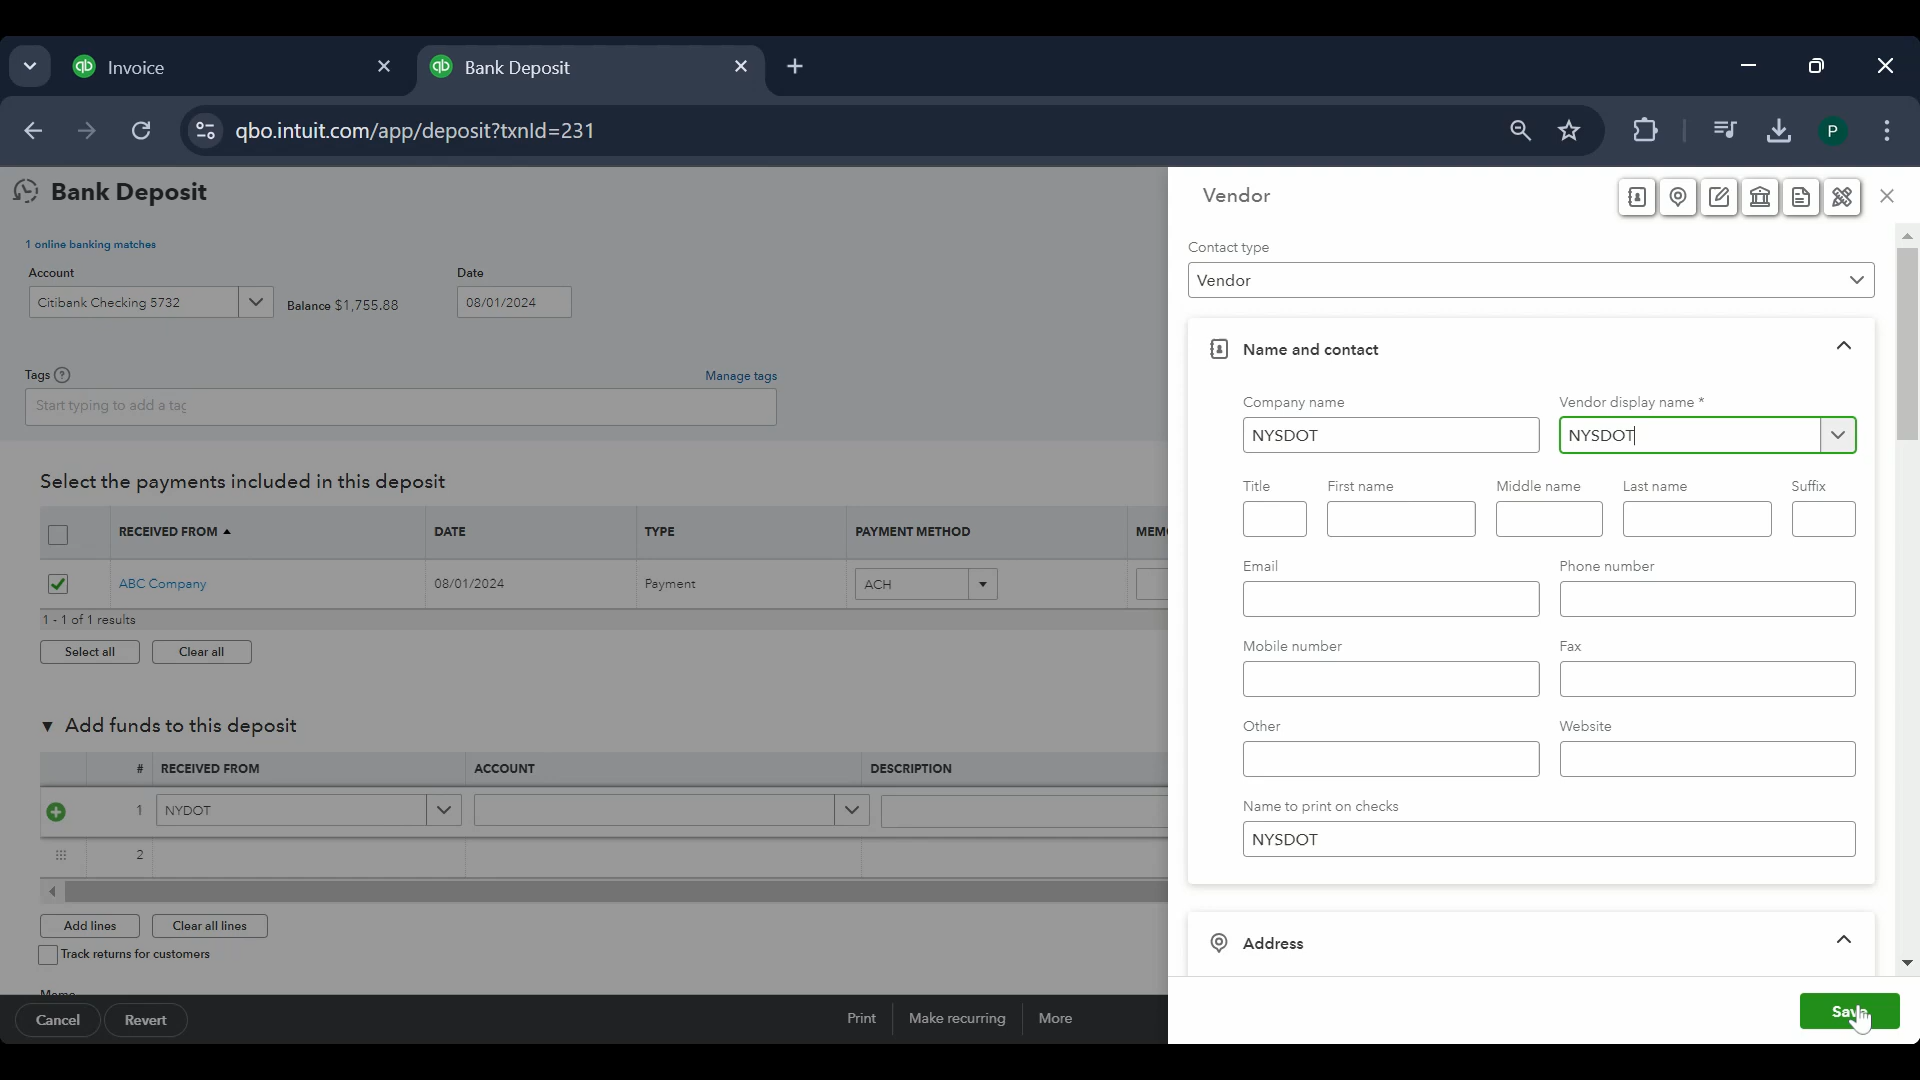 Invoice
Bank Deposit
qbo.intuit.com/app/deposit?txnId=231
P
Bank Deposit
1 online banking matches
Account
Date
Citibank Checking 5732
Balance $1,755.88
08/01/2024
Tags ?
Manage tags
Start typing to add a tag
Select the payments included in this deposit
RECEIVED FROM DATE TYPE PAYMENT METHOD
ABC Company 08/01/2024 Payment ACH
1 - 1 of 1 results
Select all Clear all
Add funds to this deposit
# RECEIVED FROM ACCOUNT DESCRIPTION
1 NYDOT
2
Add lines Clear all lines
Track returns for customers
Cancel Revert Print Make recurring More
Vendor
Contact type
Vendor
Name and contact
Company name Vendor display name *
NYSDOT NYSDOT
Title First name Middle name Last name Suffix
Email Phone number
Mobile number Fax
Other Website
Name to print on checks
NYSDOT
Address
Save